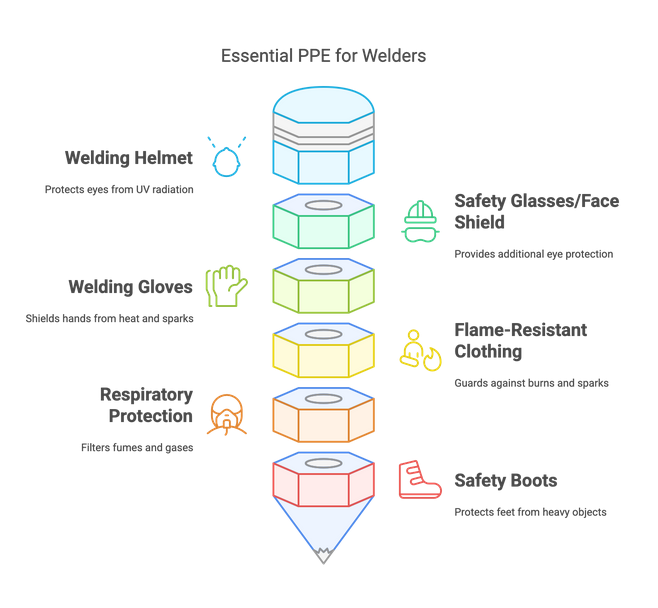 Essential PPE for Welders
Welding Helmet
Protects eyes from UV radiation
Safety Glasses/Face
Shield
Provides additional eye protection
Welding Gloves
Shields hands from heat and sparks
Flame-Resistant
Clothing
Guards against burns and sparks
Respiratory
Protection
Filters fumes and gases
Safety Boots
Protects feet from heavy objects